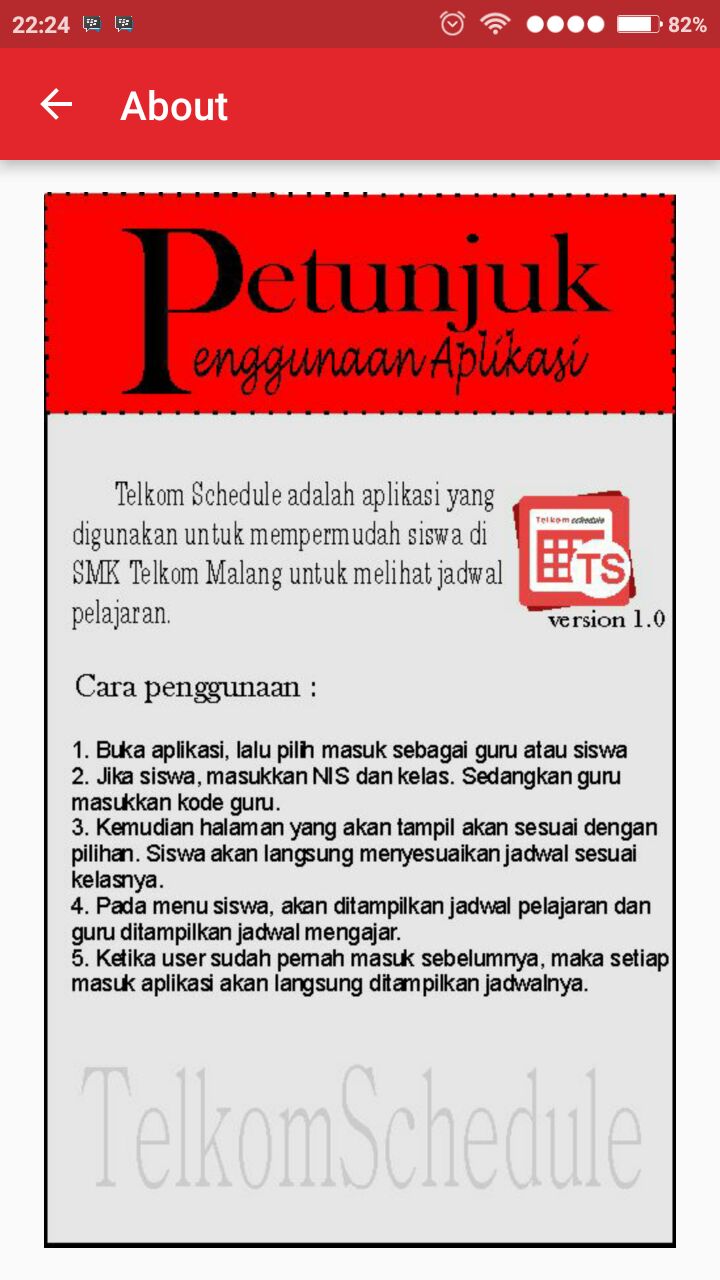 22:24
82%
About
Petunjuk
Penggunaan Aplikasi
Telkom Schedule adalah aplikasi yang
digunakan untuk mempermudah siswa di
SMK Telkom Malang untuk melihat jadwal
pelajaran.
Telkom schedule
TS
version 1.0
Cara penggunaan :
1. Buka aplikasi, lalu pilih masuk sebagai guru atau siswa
2. Jika siswa, masukkan NIS dan kelas. Sedangkan guru
masukkan kode guru.
3. Kemudian halaman yang akan tampil akan sesuai dengan
pilihan. Siswa akan langsung menyesuaikan jadwal sesuai
kelasnya.
4. Pada menu siswa, akan ditampilkan jadwal pelajaran dan
guru ditampilkan jadwal mengajar.
5. Ketika user sudah pernah masuk sebelumnya, maka setiap
masuk aplikasi akan langsung ditampilkan jadwalnya.
TelkomSchedule